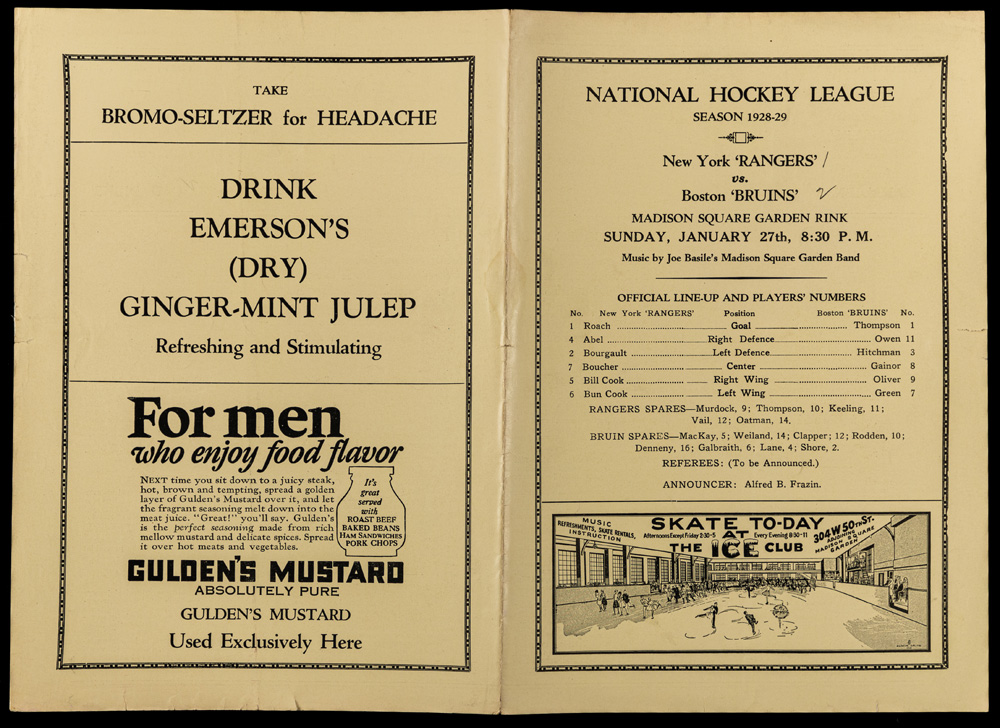 TAKE
BROMO-SELTZER for HEADACHE
DRINK
EMERSON'S
(DRY)
GINGER-MINT JULEP
Refreshing and Stimulating
For men
who enjoy food flavor
NEXT time you sit down to a juicy steak,
hot, brown and tempting, spread a golden
layer of Gulden's Mustard over it, and let
the fragrant seasoning melt down into the
meat juice. "Great!" you'll say. Gulden's
is the perfect seasoning made from rich
mellow mustard and delicate spices. Spread
it over hot meats and vegetables.
It's
great
served
with
ROAST BEEF
BAKED BEANS
HAM SANDWICHES
PORK CHOPS
GULDEN'S MUSTARD
ABSOLUTELY PURE
GULDEN'S MUSTARD
Used Exclusively Here
NATIONAL HOCKEY LEAGUE
SEASON 1928-29
New York 'RANGERS' 1
vs.
Boston 'BRUINS' 2
MADISON SQUARE GARDEN RINK
SUNDAY, JANUARY 27th, 8:30 P. M.
Music by Joe Basile's Madison Square Garden Band
OFFICIAL LINE-UP AND PLAYERS' NUMBERS
No. New York 'RANGERS' Position Boston 'BRUINS' No.
1 Roach Goal Thompson 1
4 Abel Right Defence Owen 11
2 Bourgault Left Defence Hitchman 3
7 Boucher Center Gainor 8
5 Bill Cook Right Wing Oliver 9
6 Bun Cook Left Wing Green 7
RANGERS SPARES—Murdock, 9; Thompson, 10; Keeling, 11;
Vail, 12; Oatman, 14.
BRUIN SPARES—MacKay, 5; Weiland, 14; Clapper; 12; Rodden, 10;
Denneny, 16; Galbraith, 6; Lane, 4; Shore, 2.
REFEREES: (To be Announced.)
ANNOUNCER: Alfred B. Frazin.
MUSIC
REFRESHMENTS, SKATE RENTALS,
INSTRUCTION
SKATE TO-DAY
Afternoons Except Friday 2:30-5 AT Every Evening 8:30-11
THE ICE CLUB
304 W 50TH ST.
ADJOINING
MADISON SQUARE
GARDEN